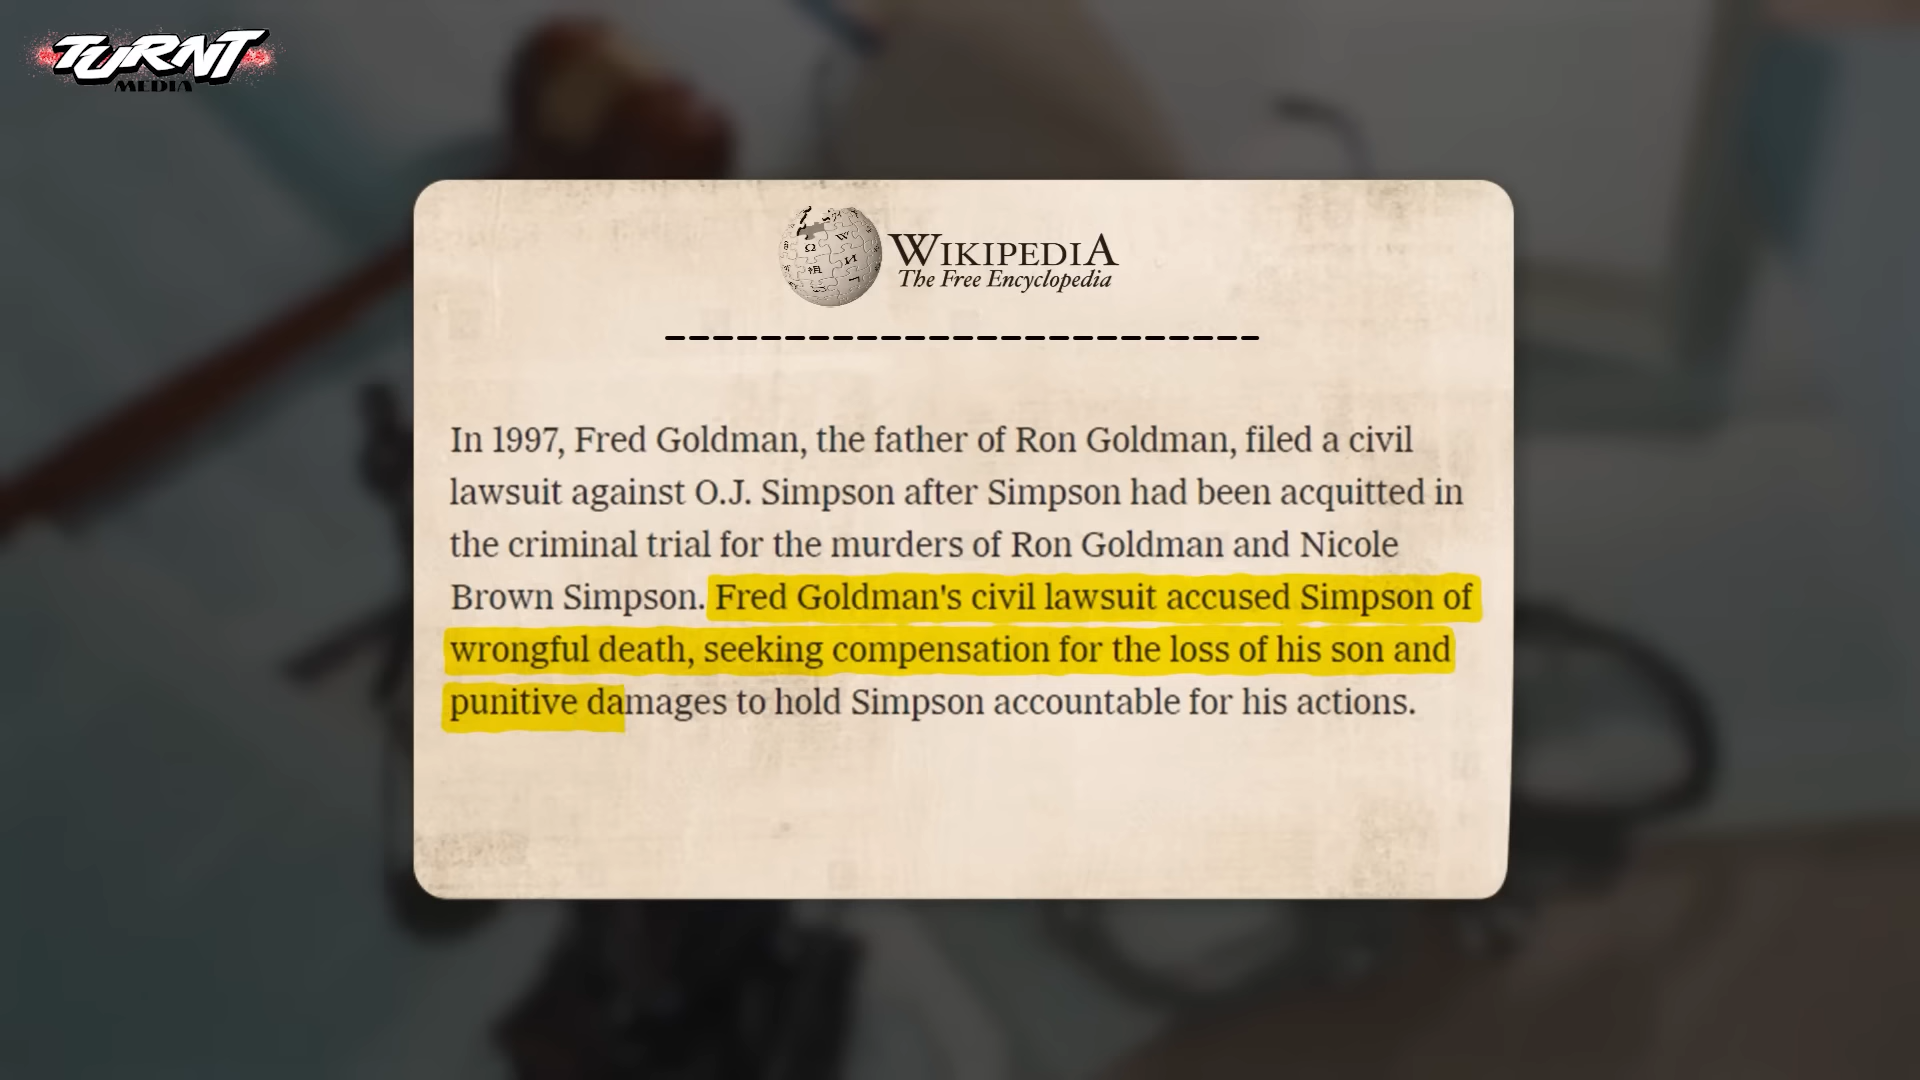 TURNT
MEDIA
WIKIPEDIA
The Free Encyclopedia
In 1997, Fred Goldman, the father of Ron Goldman, filed a civil
lawsuit against O.J. Simpson after Simpson had been acquitted in
the criminal trial for the murders of Ron Goldman and Nicole
Brown Simpson. Fred Goldman's civil lawsuit accused Simpson of
wrongful death, seeking compensation for the loss of his son and
punitive damages to hold Simpson accountable for his actions.